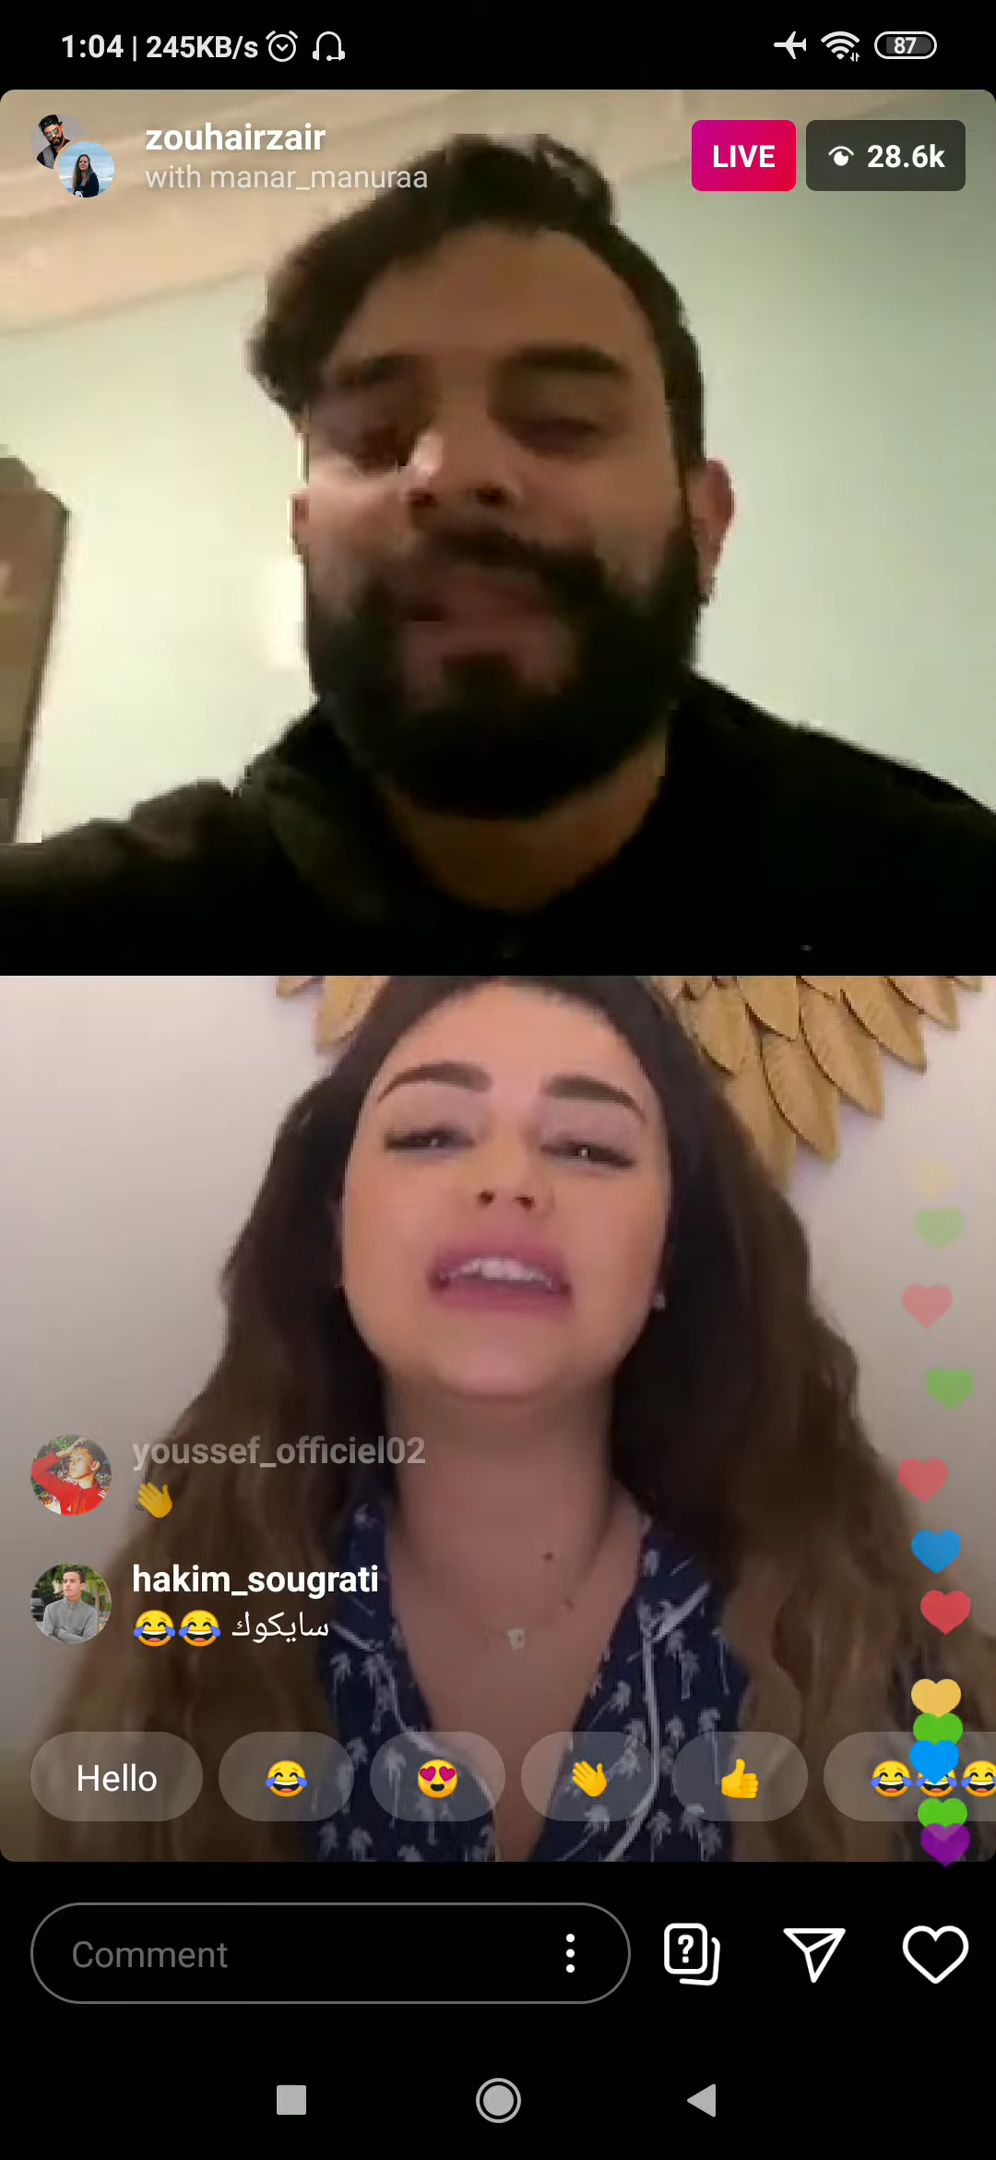 1:04 | 245KB/s 87
zouhairzair
with manar_manuraa
LIVE 28.6k
youssef_officiel02
👋
hakim_sougrati
😂😂 سايكوك
Hello 😂 😍 👋 👍 😂😂😂
Comment